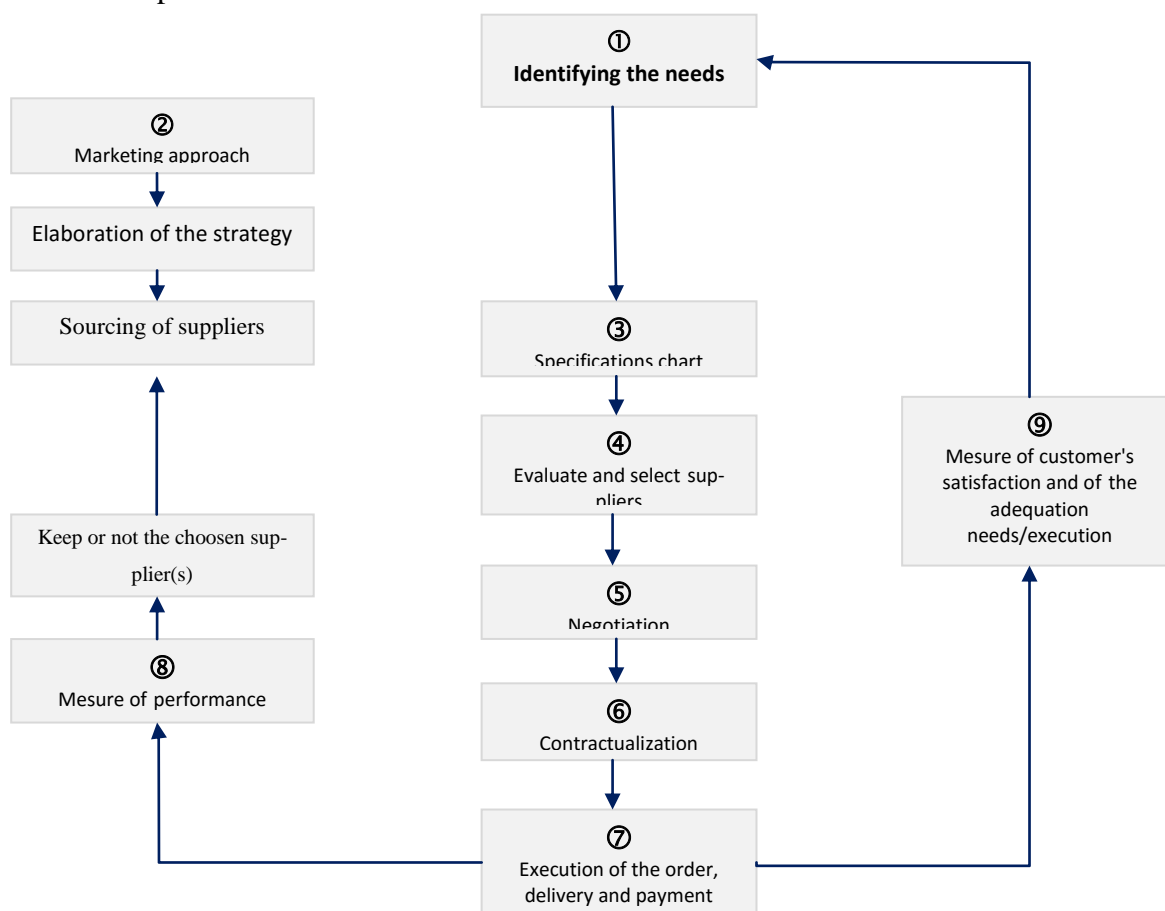 ①
Identifying the needs
②
Marketing approach
Elaboration of the strategy
Sourcing of suppliers
③
Specifications chart
④
Evaluate and select sup-
pliers
⑤
Negotiation
⑥
Contractualization
⑦
Execution of the order,
delivery and payment
⑧
Mesure of performance
Keep or not the choosen sup-
plier(s)
⑨
Mesure of customer's
satisfaction and of the
adequation
needs/execution